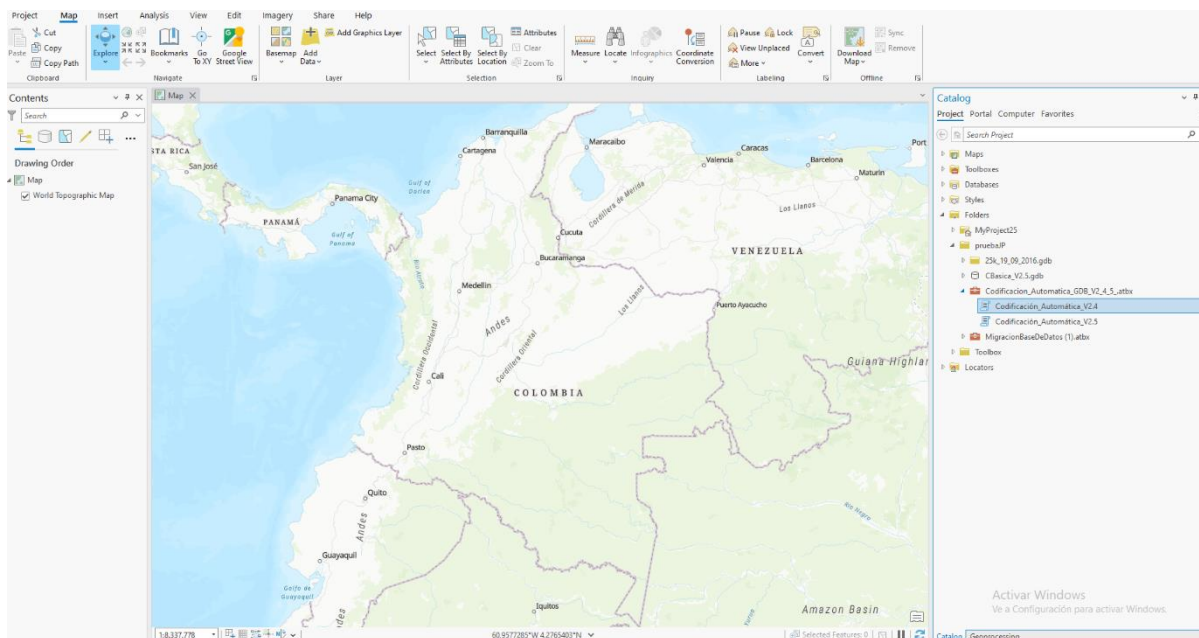 Project Map Insert Analysis View Edit Imagery Share Help
Paste
Cut
Copy
Copy Path
Clipboard
Explore
Bookmarks
Go To XY
Google Street View
Navigate
Basemap
Add Data
Add Graphics Layer
Layer
Select
Select By Attributes
Select By Location
Attributes
Clear
Zoom To
Selection
Measure
Locate
Infographics
Coordinate Conversion
Inquiry
Pause
Lock
View Unplaced
More
Convert
Labeling
Download Map
Sync
Remove
Offline
Contents
Search
Drawing Order
Map
World Topographic Map
Map
STA RICA
San José
PANAMÁ
Panama City
Gulf of Panama
Gulf of Darien
Barranquilla
Cartagena
Maracaibo
Valencia
Caracas
Barcelona
Maturin
Port
Cordillera de Merida
Los Llanos
Cucuta
Bucaramanga
VENEZUELA
Medellin
Andes
Los Llanos
Puerto Ayacucho
Cordillera Occidental
Cordillera Oriental
Guiana Highlan
Cali
COLOMBIA
Pasto
Quito
Andes
Rio Negro
Guayaquil
Golfo de Guayaquil
Andes
Iquitos
Amazon Basin
1:8.337.778
60.9577285°W 4.2765403°N
Selected Features: 0
Catalog
Project Portal Computer Favorites
Search Project
Maps
Toolboxes
Databases
Styles
Folders
MyProject25
pruebaJP
25k_19_09_2016.gdb
CBasica_V2.5.gdb
Codificacion_Automatica_GDB_V2_4_5_.atbx
Codificación_Automática_V2.4
Codificación_Automática_V2.5
MigracionBaseDeDatos (1).atbx
Toolbox
Locators
Activar Windows
Ve a Configuración para activar Windows.
Catalog Geoprocessing